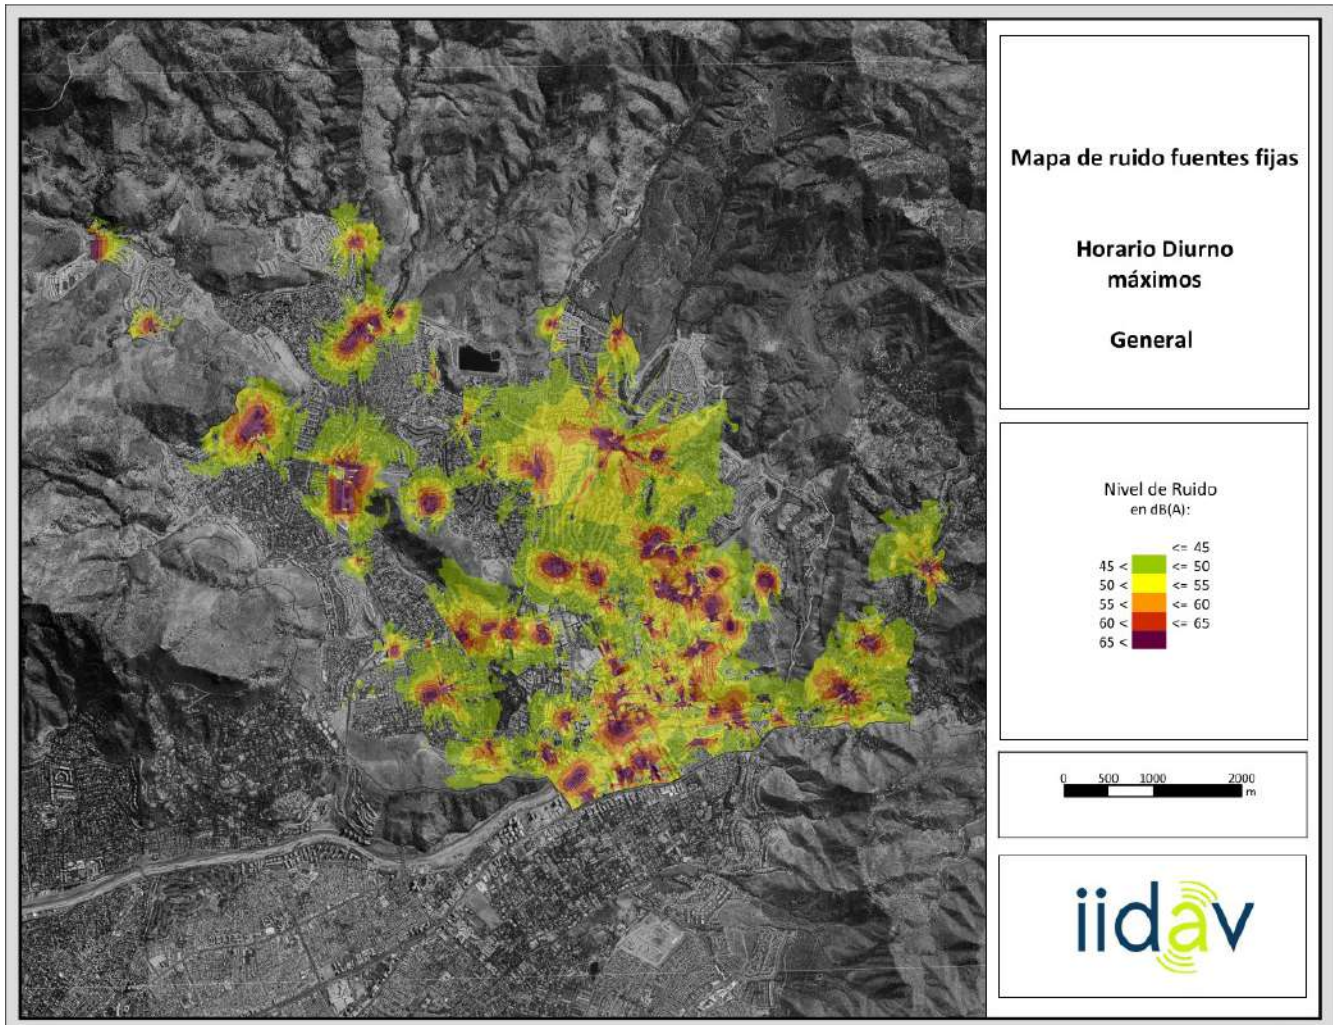 Mapa de ruido fuentes fijas
Horario Diurno
máximos
General
Nivel de Ruido
en dB(A):
<= 45
45 < <= 50
50 < <= 55
55 < <= 60
60 < <= 65
65 <
0 500 1000 2000
m
iidav